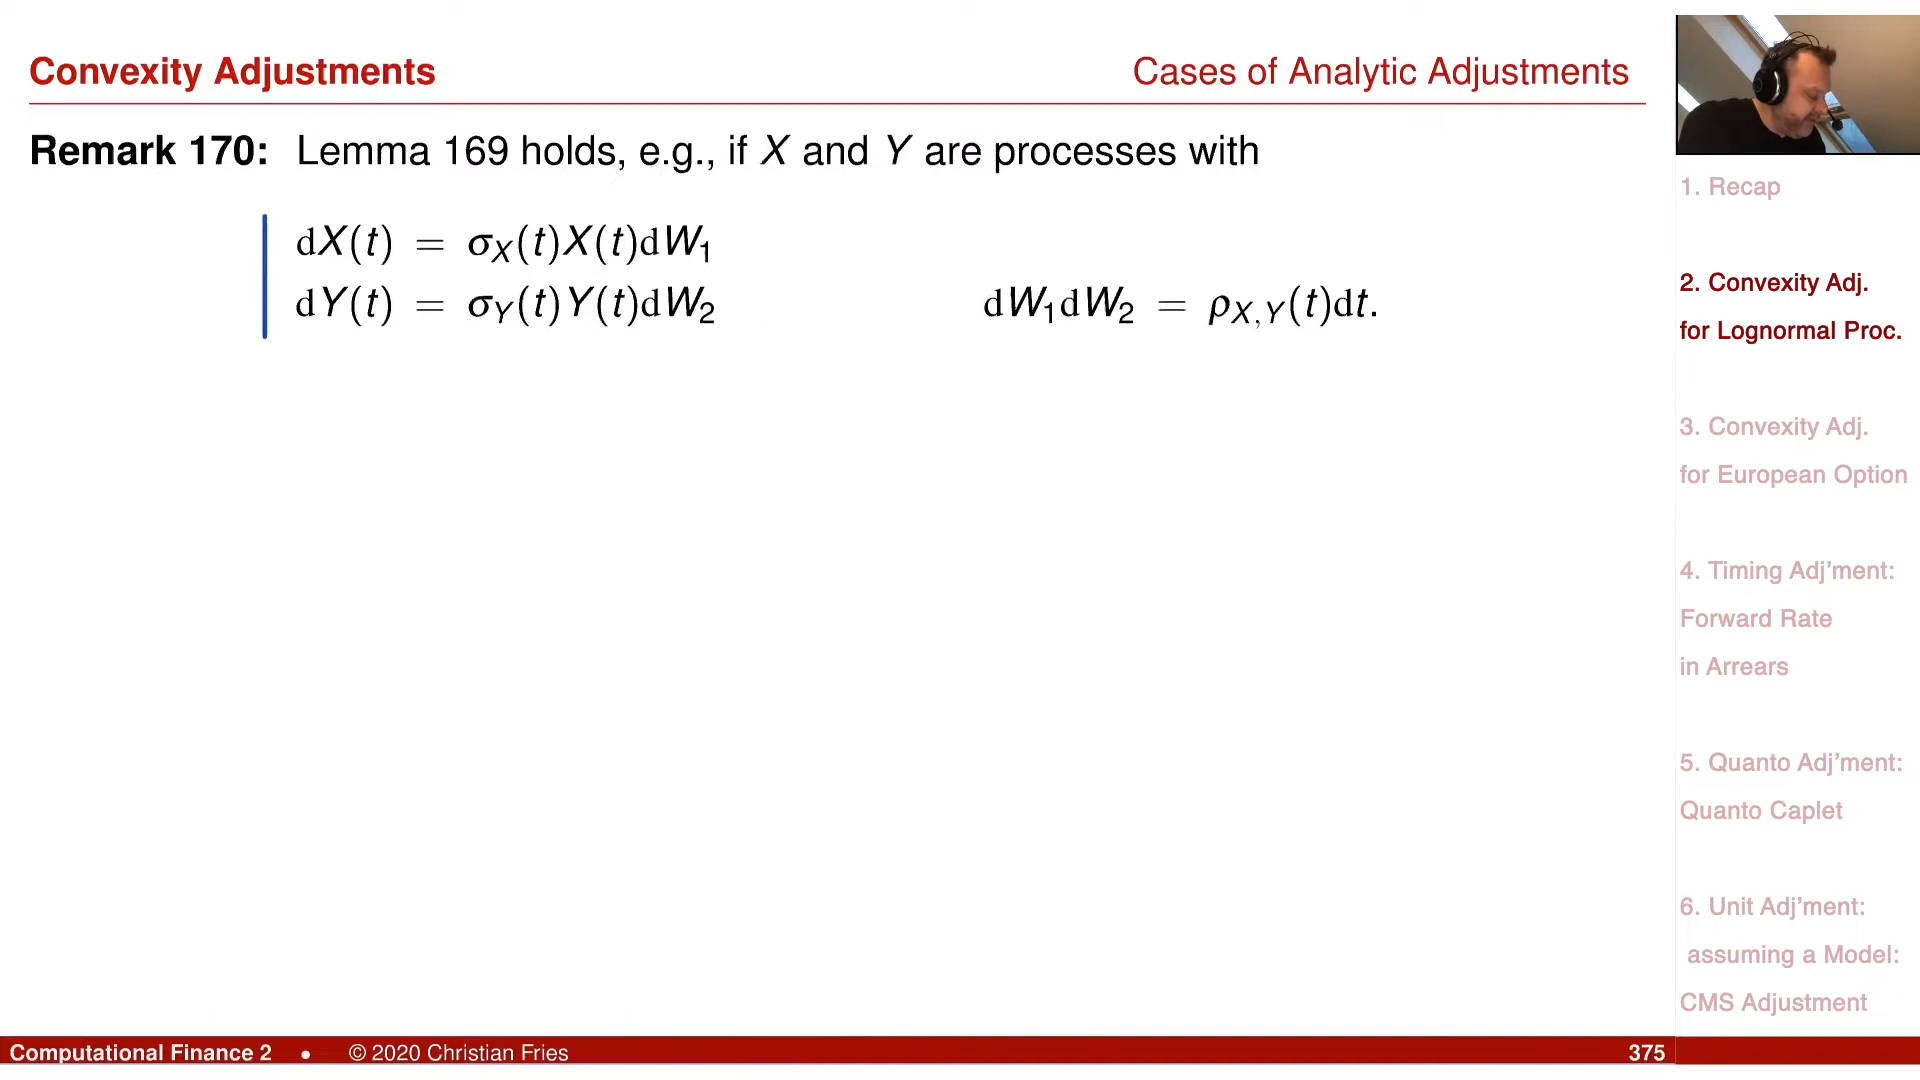 Convexity Adjustments
Cases of Analytic Adjustments
Remark 170: Lemma 169 holds, e.g., if X and Y are processes with
dX(t) = σ_X(t)X(t)dW₁
dY(t) = σ_Y(t)Y(t)dW₂ dW₁dW₂ = ρ_{X,Y}(t)dt.
1. Recap
2. Convexity Adj.
for Lognormal Proc.
3. Convexity Adj.
for European Option
4. Timing Adj’ment:
Forward Rate
in Arrears
5. Quanto Adj’ment:
Quanto Caplet
6. Unit Adj’ment:
assuming a Model:
CMS Adjustment
Computational Finance 2 • © 2020 Christian Fries 375